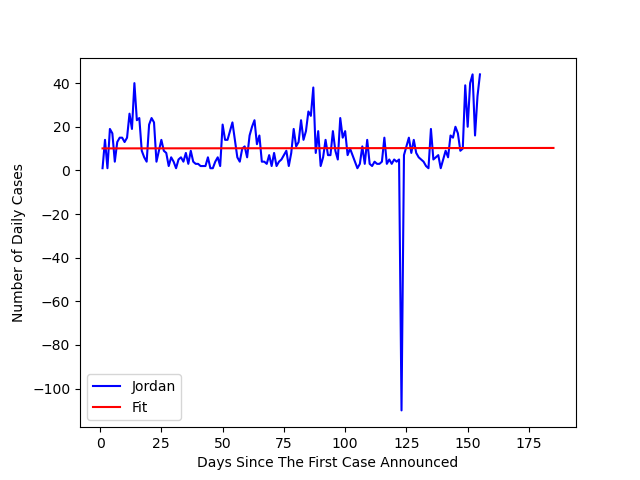 40
20
0
−20
−40
−60
−80
−100
Number of Daily Cases
Jordan
Fit
0 25 50 75 100 125 150 175
Days Since The First Case Announced